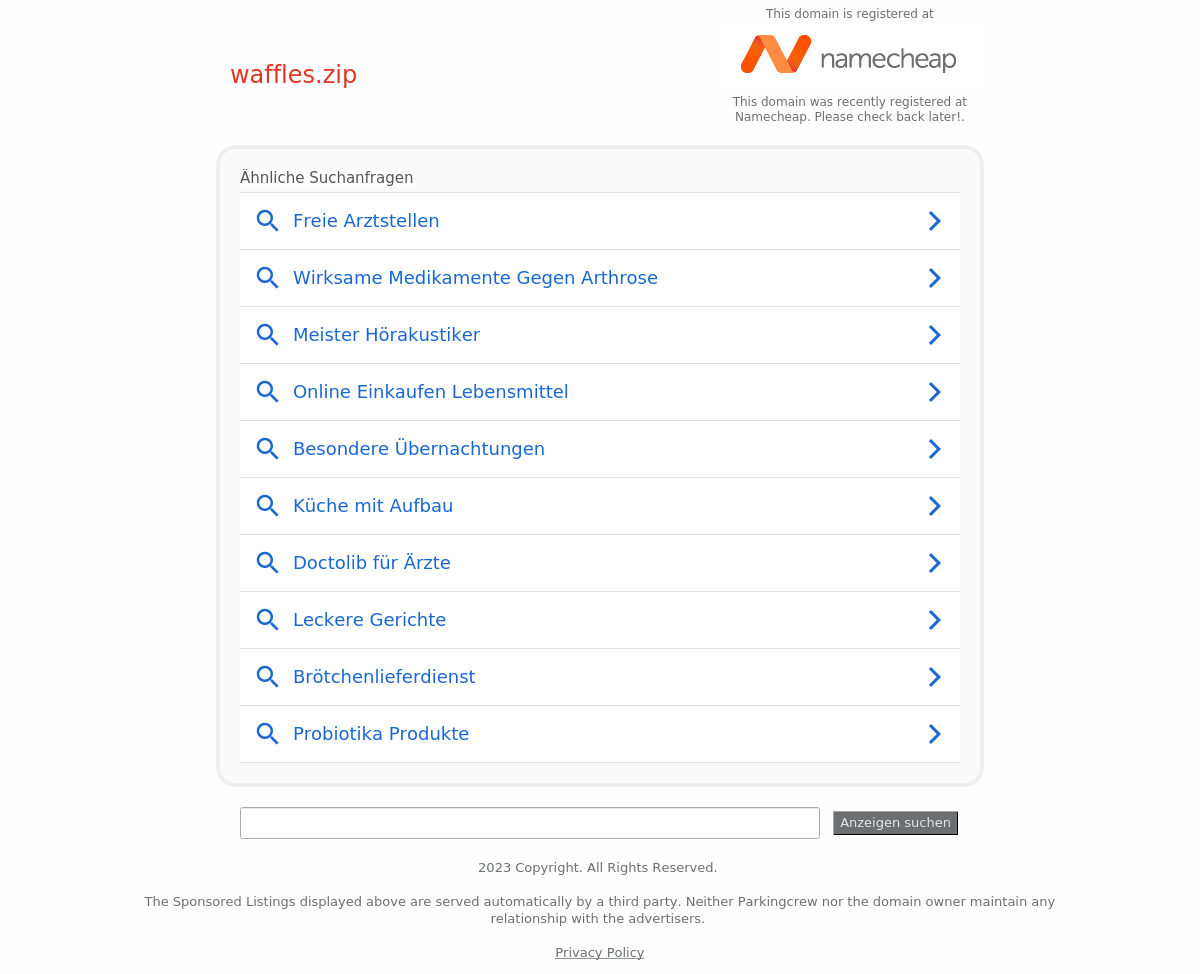 This domain is registered at
namecheap
waffles.zip
This domain was recently registered at
Namecheap. Please check back later!.
Ähnliche Suchanfragen
Freie Arztstellen
Wirksame Medikamente Gegen Arthrose
Meister Hörakustiker
Online Einkaufen Lebensmittel
Besondere Übernachtungen
Küche mit Aufbau
Doctolib für Ärzte
Leckere Gerichte
Brötchenlieferdienst
Probiotika Produkte
Anzeigen suchen
2023 Copyright. All Rights Reserved.
The Sponsored Listings displayed above are served automatically by a third party. Neither Parkingcrew nor the domain owner maintain any
relationship with the advertisers.
Privacy Policy